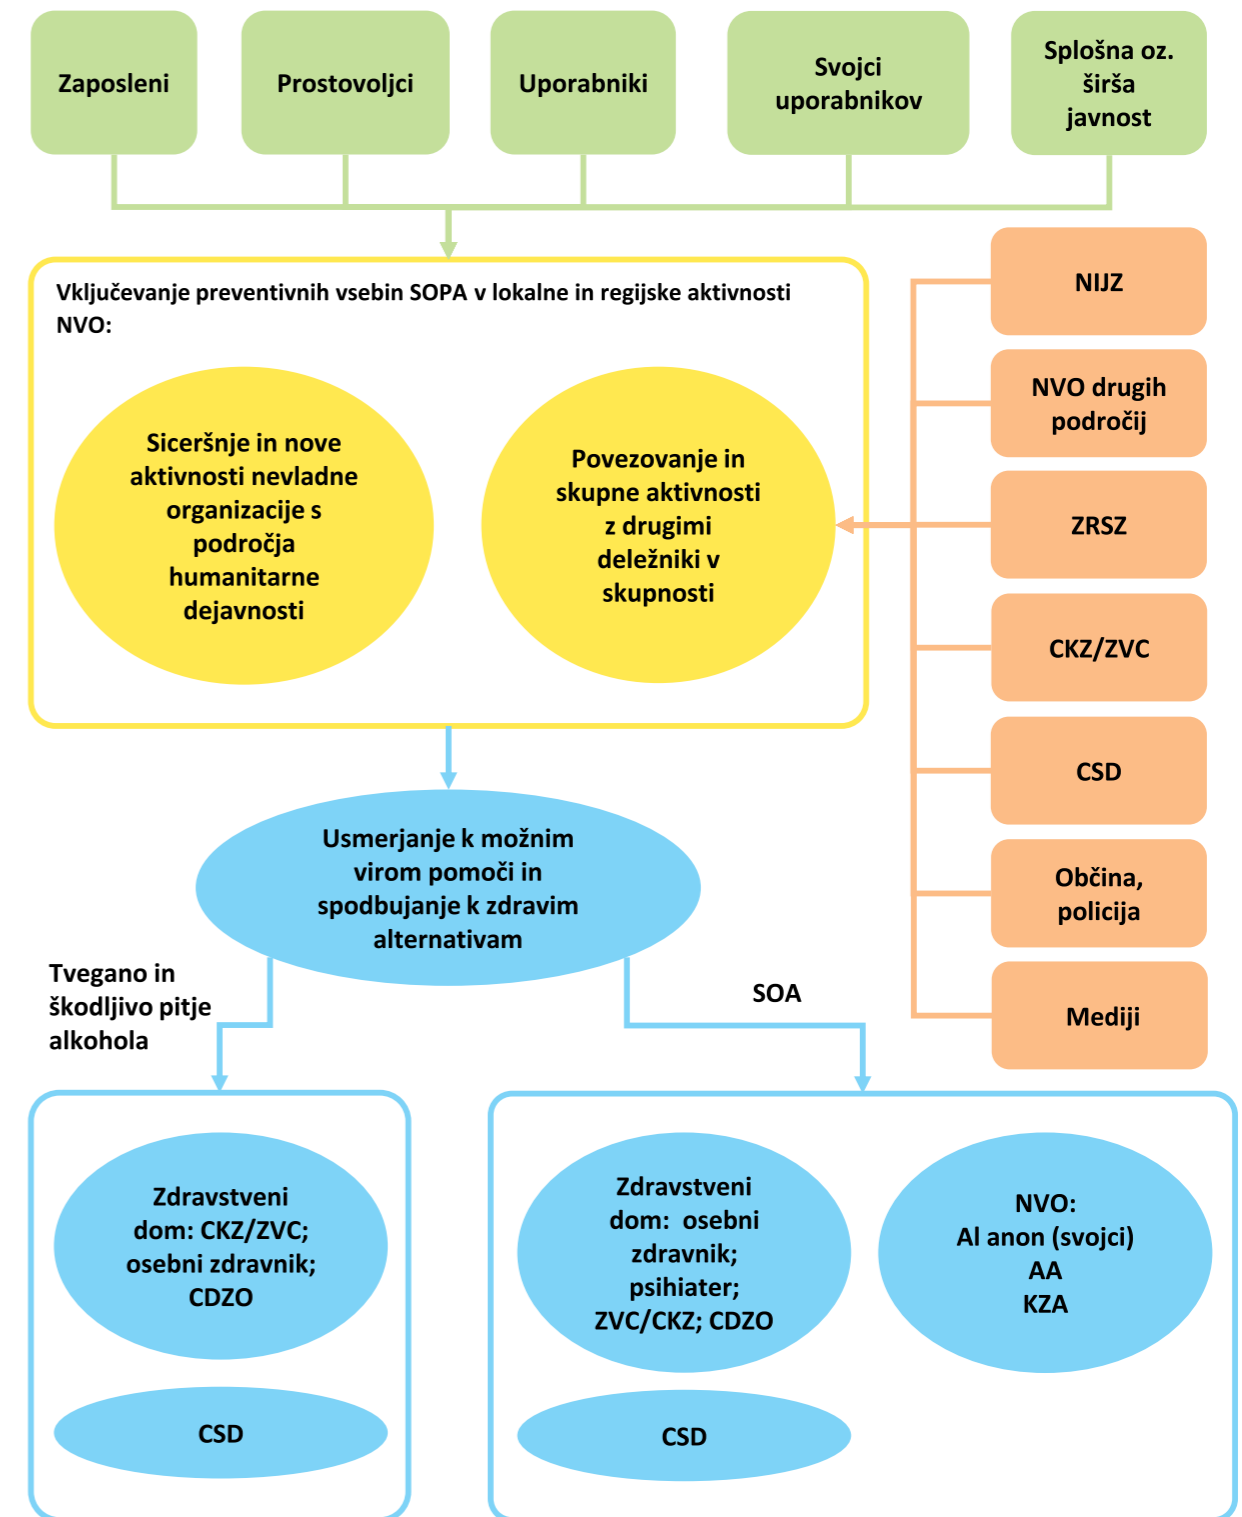 Zaposleni
Prostovoljci
Uporabniki
Svojci
uporabnikov
Splošna oz.
širša
javnost
Vključevanje preventivnih vsebin SOPA v lokalne in regijske aktivnosti
NVO:
Siceršnje in nove
aktivnosti nevladne
organizacije s
področja
humanitarne
dejavnosti
Povezovanje in
skupne aktivnosti
z drugimi
deležniki v
skupnosti
NIJZ
NVO drugih
področij
ZRSZ
CKZ/ZVC
CSD
Občina,
policija
Mediji
Usmerjanje k možnim
virom pomoči in
spodbujanje k zdravim
alternativam
Tvegano in
škodljivo pitje
alkohola
SOA
Zdravstveni
dom: CKZ/ZVC;
osebni zdravnik;
CDZO
CSD
Zdravstveni
dom:  osebni
zdravnik;
psihiater;
ZVC/CKZ; CDZO
CSD
NVO:
Al anon (svojci)
AA
KZA